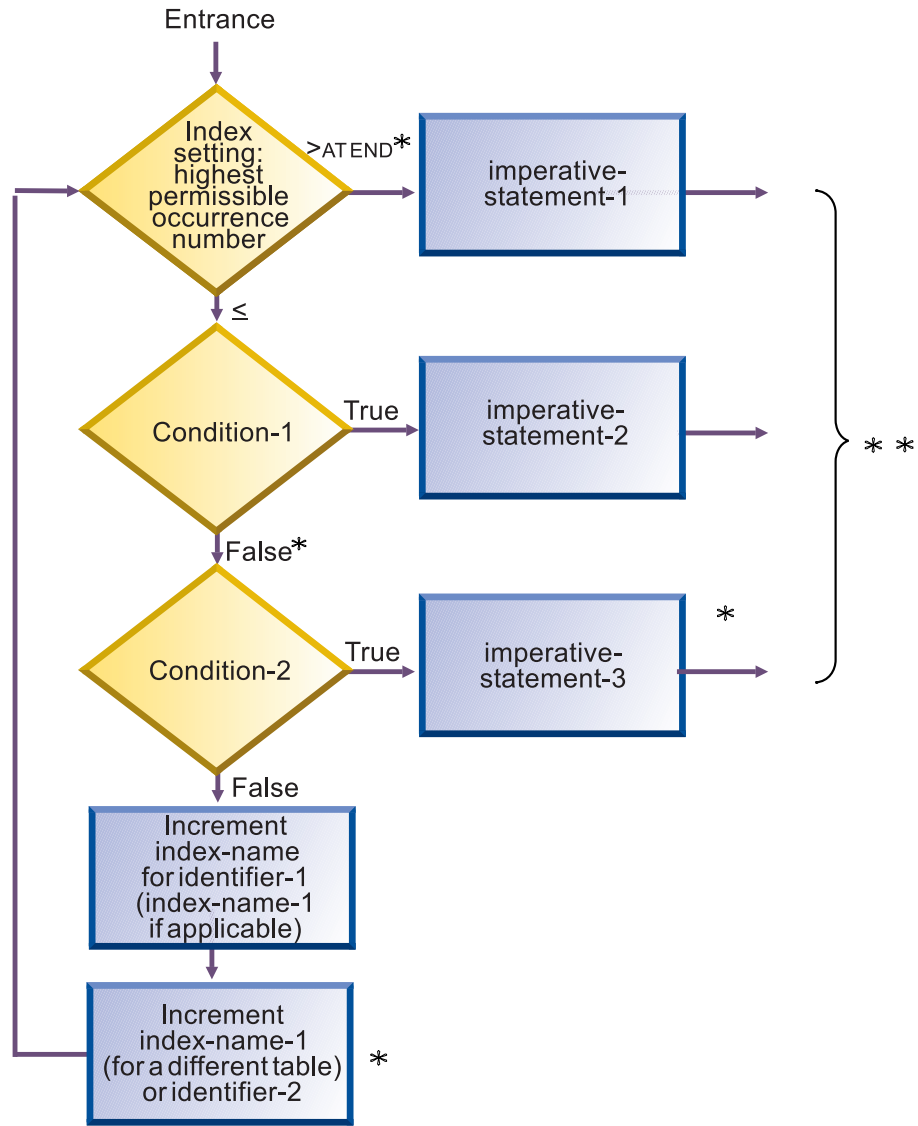 Entrance
Index
setting:
highest
permissible
occurrence
number
>AT END*
imperative-
statement-1
≤
Condition-1
True
imperative-
statement-2
* *
False*
Condition-2
True
imperative-
statement-3
*
False
Increment
index-name
for identifier-1
(index-name-1
if applicable)
Increment
index-name-1
(for a different table)
or identifier-2
*